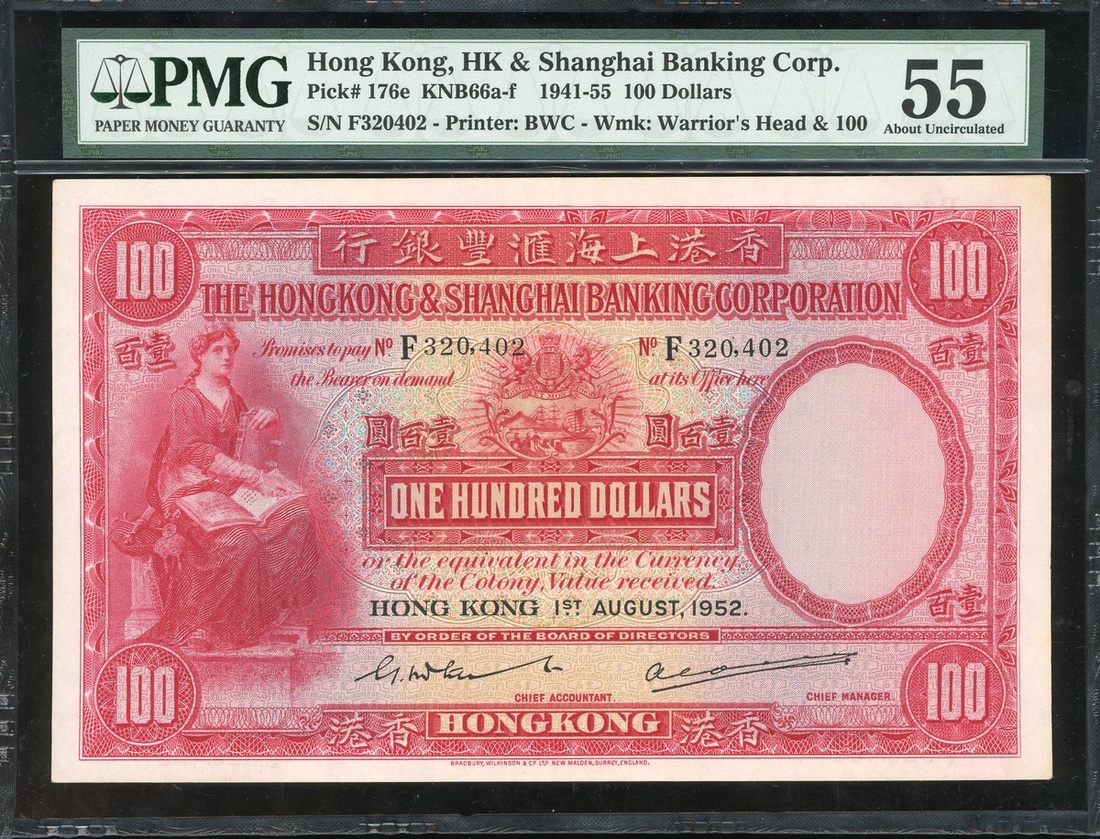 PMG
PAPER MONEY GUARANTY
Hong Kong, HK & Shanghai Banking Corp.
Pick# 176e KNB66a-f 1941-55 100 Dollars
S/N F320402 - Printer: BWC - Wmk: Warrior's Head & 100
55
About Uncirculated
行銀豐滙海上港香
100
100
THE HONGKONG & SHANGHAI BANKING CORPORATION
百壹
百壹
Promises to pay Nº F 320,402
Nº F 320,402
the Bearer on demand
at its Office here
圓百壹
圓百壹
ONE HUNDRED DOLLARS
or the equivalent in the Currency
of the Colony, Value received.
百壹
HONG KONG 1ST AUGUST, 1952.
BY ORDER OF THE BOARD OF DIRECTORS
CHIEF ACCOUNTANT.
CHIEF MANAGER.
100
100
港香
HONGKONG
港香
BRADBURY, WILKINSON & CO LTD NEW MALDEN, SURREY, ENGLAND.